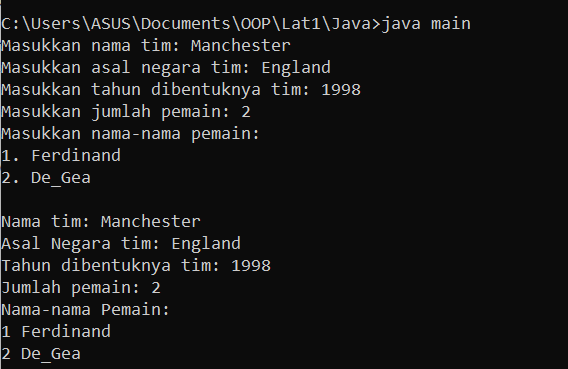 C:\Users\ASUS\Documents\OOP\Lat1\Java>java main
Masukkan nama tim: Manchester
Masukkan asal negara tim: England
Masukkan tahun dibentuknya tim: 1998
Masukkan jumlah pemain: 2
Masukkan nama-nama pemain:
1. Ferdinand
2. De_Gea
Nama tim: Manchester
Asal Negara tim: England
Tahun dibentuknya tim: 1998
Jumlah pemain: 2
Nama-nama Pemain:
1 Ferdinand
2 De_Gea